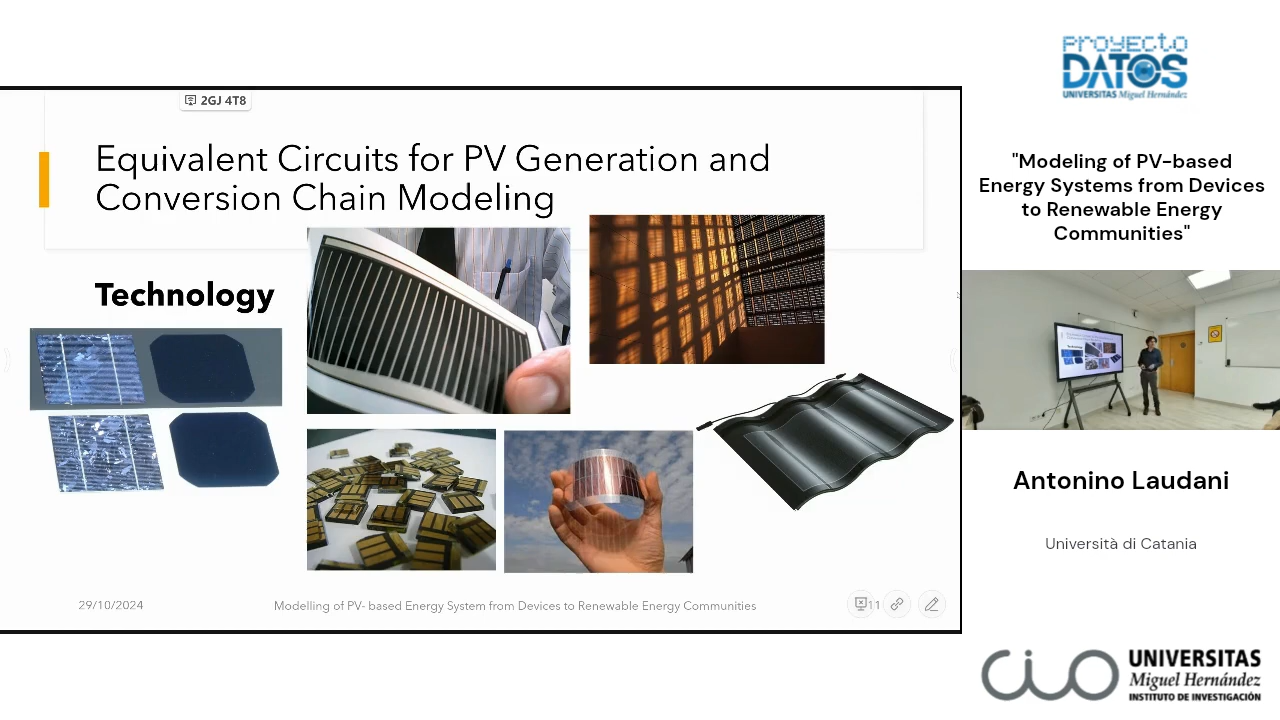 2GJ 4T8
Equivalent Circuits for PV Generation and
Conversion Chain Modeling
Technology
29/10/2024
Modelling of PV- based Energy System from Devices to Renewable Energy Communities
11
PROYECTO
DATOS
UNIVERSITAS Miguel Hernández
"Modeling of PV-based
Energy Systems from Devices
to Renewable Energy
Communities"
Antonino Laudani
Università di Catania
CIO
UNIVERSITAS
Miguel Hernández
INSTITUTO DE INVESTIGACIÓN